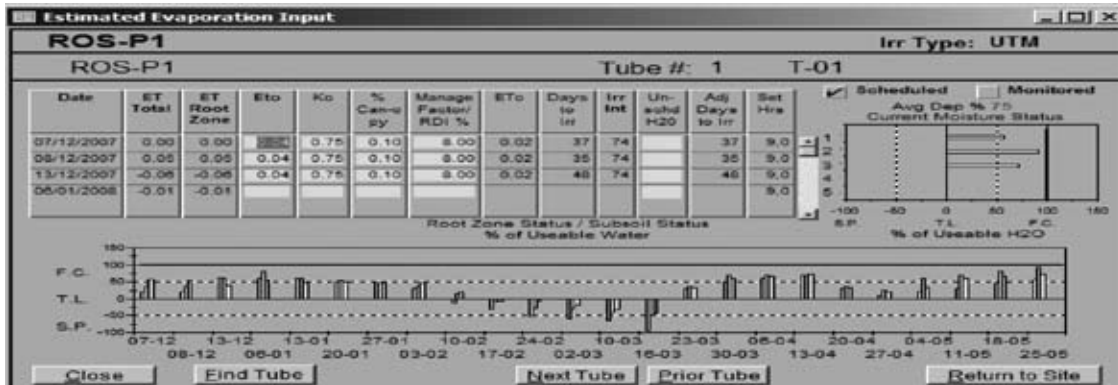 Estimated Evaporation Input
ROS-P1 Irr Type: UTM
ROS-P1 Tube #: 1 T-01
Date ET Total ET Root Zone Eto Kc % Can-o py Manage Factor/ RDI % ETc Days to Irr Irr Int Un- schd H20 Adj Days to Irr Set Hrs
Scheduled Monitored
Avg Dep % 75
Current Moisture Status
07/12/2007 0.00 0.00 0.75 0.10 8.00 0.02 37 74 37 9.0
08/12/2007 0.05 0.05 0.04 0.75 0.10 8.00 0.02 35 74 35 9.0
13/12/2007 -0.06 -0.06 0.04 0.75 0.10 8.00 0.02 48 74 48 9.0
06/01/2008 -0.01 -0.01 9.0
1
2
3
4
5
-100 -50 0 50 100
S.P. T.L. F.C.
% of Useable H2O
Root Zone Status / Subsoil Status
% of Useable Water
150
F.C. 100
50
T.L. 0
-50
S.P. -100
07-12 13-12 13-01 27-01 10-02 24-02 10-03 23-03 06-04 20-04 04-05 18-05
08-12 06-01 20-01 03-02 17-02 02-03 16-03 30-03 13-04 27-04 11-05 25-05
Close Find Tube Next Tube Prior Tube Return to Site